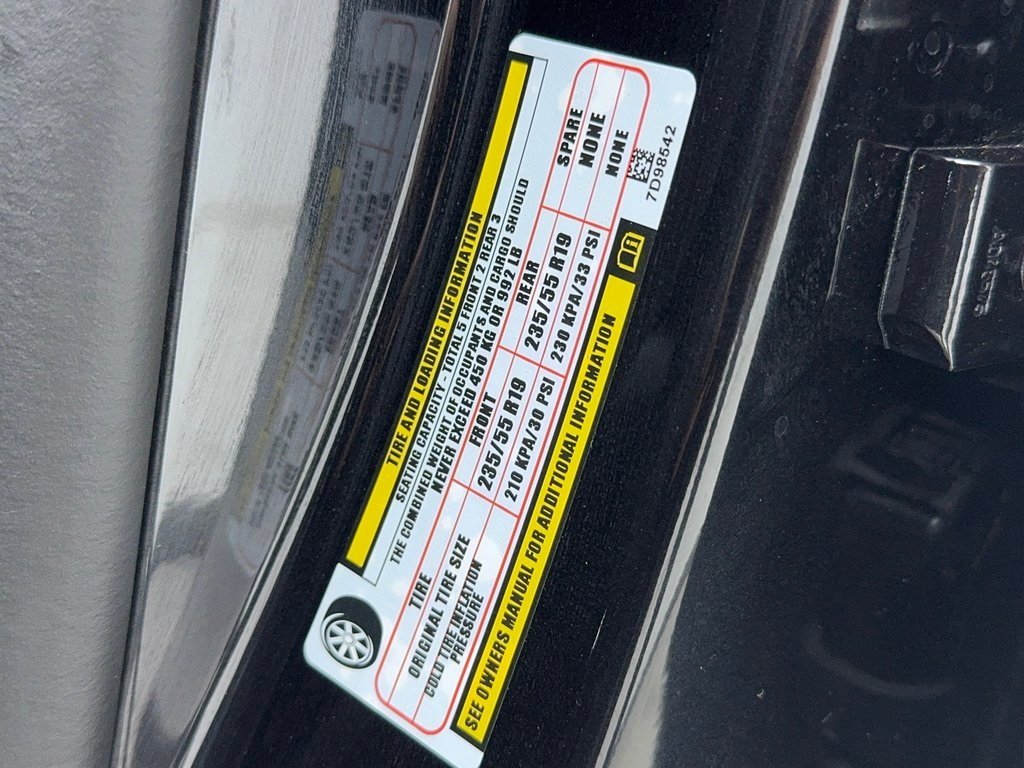 TIRE AND LOADING INFORMATION
SEATING CAPACITY - TOTAL 5 FRONT 2 REAR 3
THE COMBINED WEIGHT OF OCCUPANTS AND CARGO SHOULD
NEVER EXCEED 450 KG OR 992 LB
TIRE FRONT REAR SPARE
ORIGINAL TIRE SIZE 235/55 R19 235/55 R19 NONE
COLD TIRE INFLATION
PRESSURE 210 KPA/30 PSI 230 KPA/33 PSI NONE
SEE OWNERS MANUAL FOR ADDITIONAL INFORMATION
7D98542